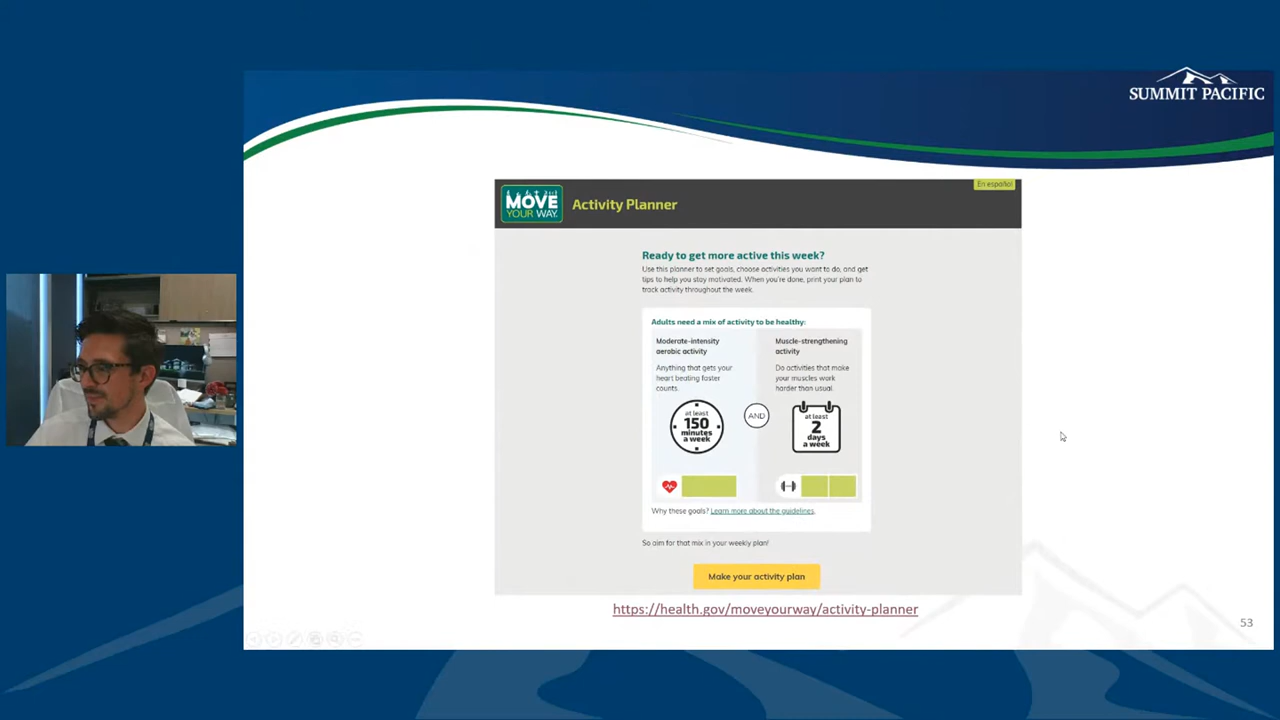 SUMMIT PACIFIC
En español
MOVE
YOUR WAY.
Activity Planner
Ready to get more active this week?
Use this planner to set goals, choose activities you want to do, and get
tips to help you stay motivated. When you're done, print your plan to
track activity throughout the week.
Adults need a mix of activity to be healthy:
Moderate-intensity
aerobic activity
Anything that gets your
heart beating faster
counts.
at least
150
minutes
a week
AND
Muscle-strengthening
activity
Do activities that make
your muscles work
harder than usual.
at least
2
days
a week
Why these goals? Learn more about the guidelines.
So aim for that mix in your weekly plan!
Make your activity plan
https://health.gov/moveyourway/activity-planner
53